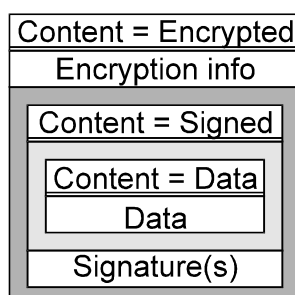 Content = Encrypted
Encryption info
Content = Signed
Content = Data
Data
Signature(s)